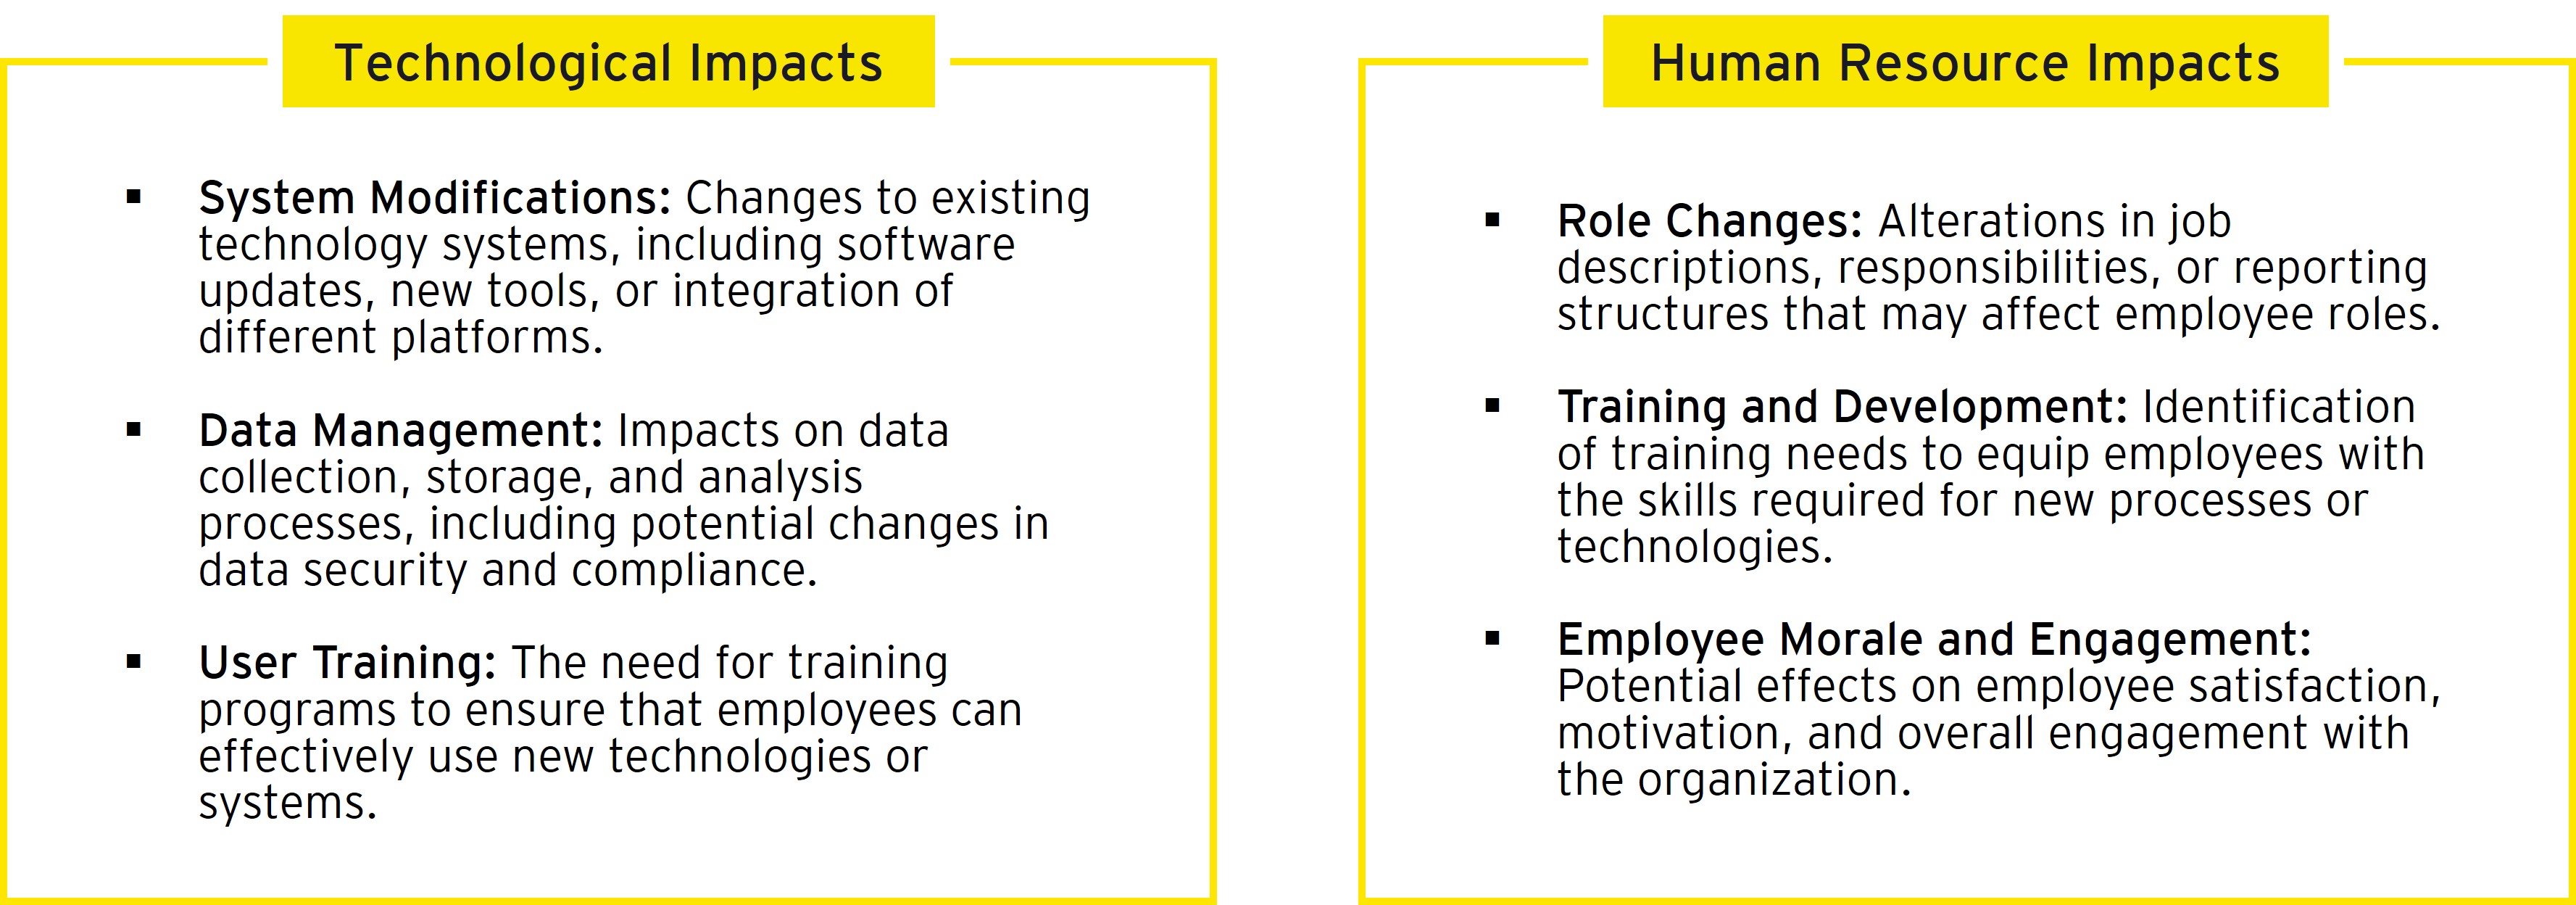 Technological Impacts
▪ System Modifications: Changes to existing
technology systems, including software
updates, new tools, or integration of
different platforms.
▪ Data Management: Impacts on data
collection, storage, and analysis
processes, including potential changes in
data security and compliance.
▪ User Training: The need for training
programs to ensure that employees can
effectively use new technologies or
systems.
Human Resource Impacts
▪ Role Changes: Alterations in job
descriptions, responsibilities, or reporting
structures that may affect employee roles.
▪ Training and Development: Identification
of training needs to equip employees with
the skills required for new processes or
technologies.
▪ Employee Morale and Engagement:
Potential effects on employee satisfaction,
motivation, and overall engagement with
the organization.